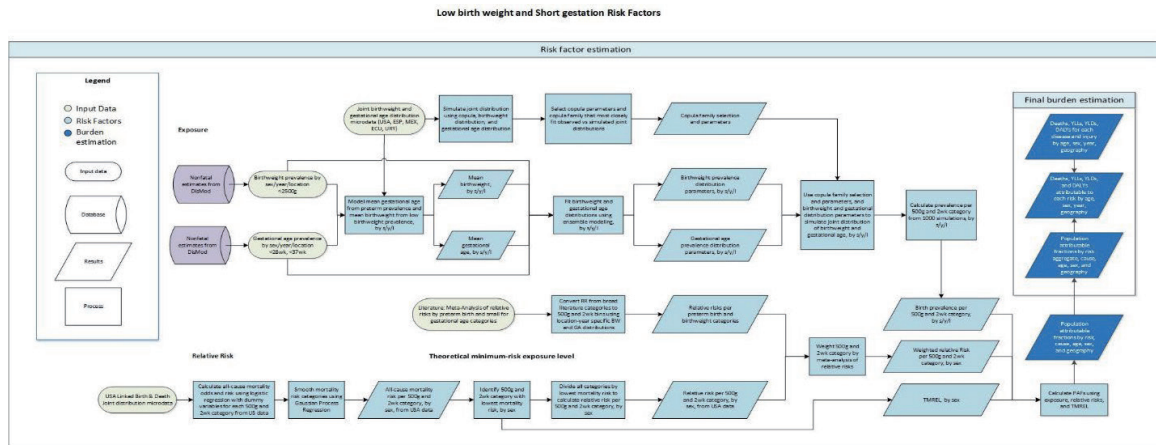 Low birth weight and Short gestation Risk Factors
Risk factor estimation
Legend
Input Data
Risk Factors
Burden
estimation
Input data
Database
Results
Process
Exposure
Joint birthweight and
gestational age distribution
microdata (USA, ESP, MEX,
ECU, URY)
Simulate joint distribution
using copula, birthweight
distribution, and
gestational age distribution
Select copula parameters and
copula family that most closely
fit observed vs simulated joint
distributions
Copula family selection
and parameters
Nonfatal
estimates from
DisMod
Birthweight prevalence by
sex/year/location
<2500g
Nonfatal
estimates from
DisMod
Gestational age prevalence
by sex/year/location
<28wk, <37wk
Model mean gestational age
from preterm prevalence and
mean birthweight from low
birthweight prevalence,
by s/y/l
Mean
birthweight,
by s/y/l
Mean
gestational
age, by s/y/l
Fit birthweight and
gestational age
distributions using
ensemble modeling,
by s/y/l
Birthweight prevalence
distribution
parameters, by s/y/l
Gestational age
prevalence distribution
parameters, by s/y/l
Use copula family selection
and parameters, and
birthweight and gestational
distribution parameters to
simulate joint distribution
of birthweight and
gestational age, by s/y/l
Calculate prevalence per
500g and 2wk category
from 1000 simulations, by
s/y/l
Birth prevalence per
500g and 2wk category,
by s/y/l
Literature: Meta-Analysis of relative
risks by preterm birth and small for
gestational age categories
Convert RR from broad
literature categories to
500g and 2wk bins using
location-year specific BW
and GA distributions
Relative risks per
preterm birth and
birthweight categories
Weight 500g and
2wk category by
meta-analysis of
relative risks
Weighted relative Risk
per 500g and 2wk
category, by sex
Relative Risk
Theoretical minimum-risk exposure level
USA Linked Birth & Death
Joint distribution microdata
Calculate all-cause mortality
odds and risk using logistic
regression with dummy
variables for each 500g and
2wk category from US data
Smooth mortality
risk categories using
Gaussian Process
Regression
All-cause mortality
risk per 500g and 2wk
category, by sex,
from USA data
Identify 500g and
2wk category with
lowest mortality risk,
by sex
Divide all categories by
lowest mortality risk to
calculate relative risk per
500g and 2wk category, by sex
Relative risk per 500g and
2wk category, by sex,
from USA data
TMREL, by sex
Calculate PAFs using
exposure, relative risks,
and TMREL
Final burden estimation
Deaths, YLLs, YLDs,
DALYs for each
disease and injury by
age, sex, year,
geography
Deaths, YLLs, YLDs,
and DALYs
attributable to
each risk by age,
sex, year,
geography
Population
attributable
fractions by risk
aggregate, cause,
age, sex, and
geography
Population
attributable
fractions by risk,
cause, age, sex,
and geography